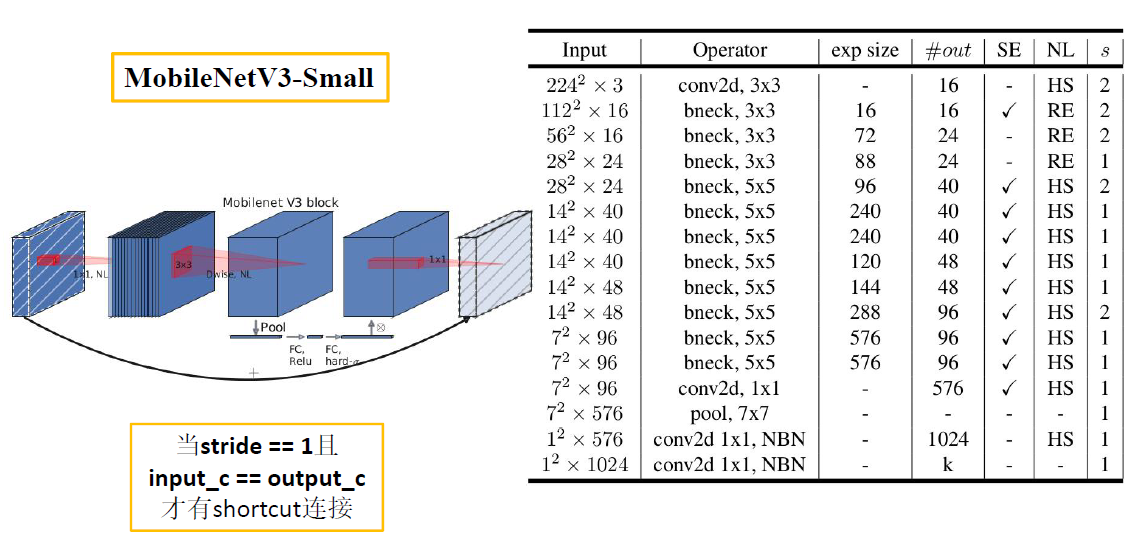 MobileNetV3-Small
Mobilenet V3 block
1x1, NL
3x3
Dwise, NL
1x1
Pool
FC,
Relu
FC,
hard-σ
⊗
+
当stride == 1且
input_c == output_c
才有shortcut连接
Input Operator exp size #out SE NL s
224² × 3 conv2d, 3x3 - 16 - HS 2
112² × 16 bneck, 3x3 16 16 ✓ RE 2
56² × 16 bneck, 3x3 72 24 - RE 2
28² × 24 bneck, 3x3 88 24 - RE 1
28² × 24 bneck, 5x5 96 40 ✓ HS 2
14² × 40 bneck, 5x5 240 40 ✓ HS 1
14² × 40 bneck, 5x5 240 40 ✓ HS 1
14² × 40 bneck, 5x5 120 48 ✓ HS 1
14² × 48 bneck, 5x5 144 48 ✓ HS 1
14² × 48 bneck, 5x5 288 96 ✓ HS 2
7² × 96 bneck, 5x5 576 96 ✓ HS 1
7² × 96 bneck, 5x5 576 96 ✓ HS 1
7² × 96 conv2d, 1x1 - 576 ✓ HS 1
7² × 576 pool, 7x7 - - - - 1
1² × 576 conv2d 1x1, NBN - 1024 - HS 1
1² × 1024 conv2d 1x1, NBN - k - - 1